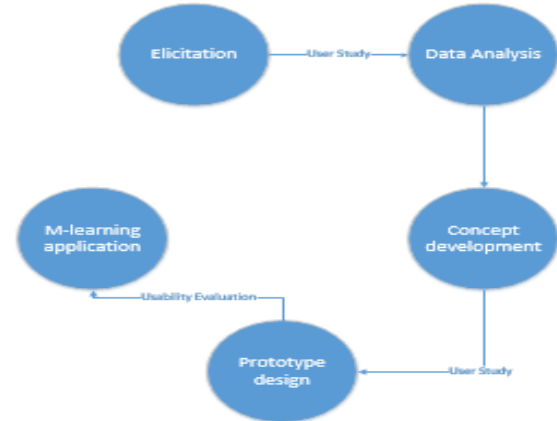 Elicitation
User Study
Data Analysis
Concept
development
User Study
Prototype
design
Usability Evaluation
M-learning
application